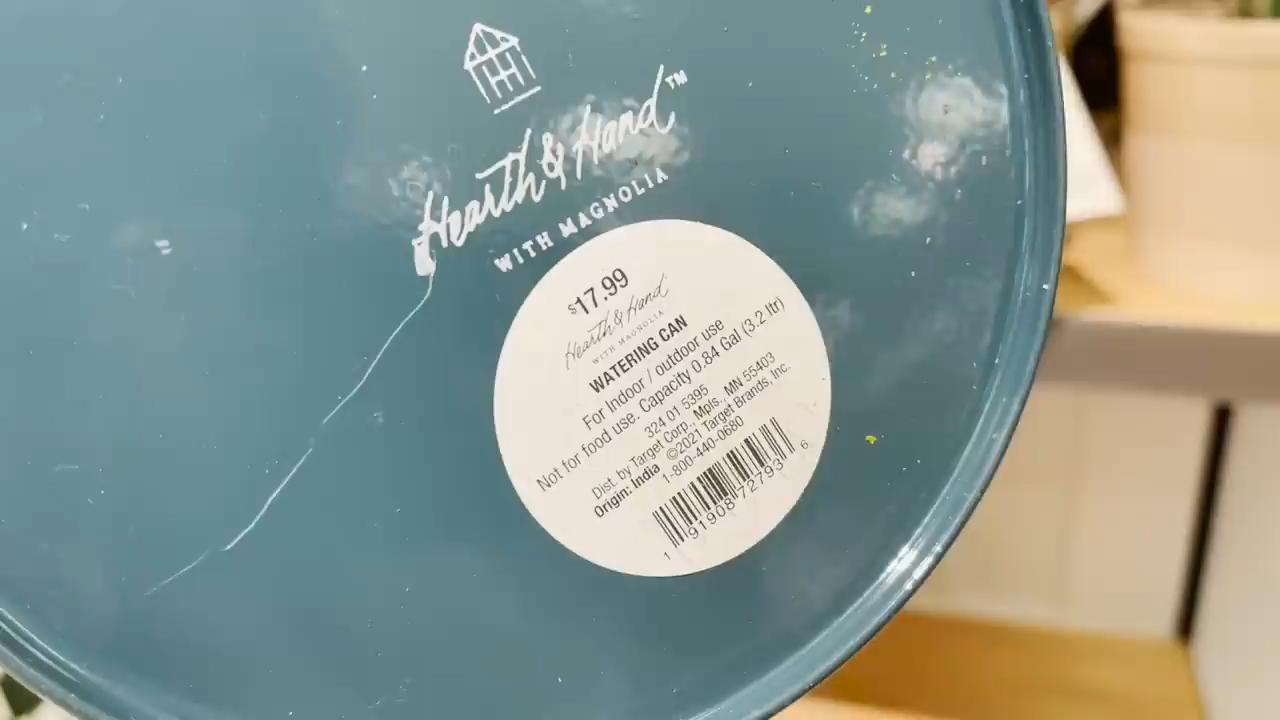 Hearth & Hand™
WITH MAGNOLIA
$17.99
Hearth & Hand
WITH MAGNOLIA
WATERING CAN
For Indoor / outdoor use
Not for food use. Capacity 0.84 Gal (3.2 ltr)
324 01 5395
Dist. by Target Corp., Mpls., MN 55403
Origin: India ©2021 Target Brands, Inc.
1-800-440-0680
1 91908 72793 6